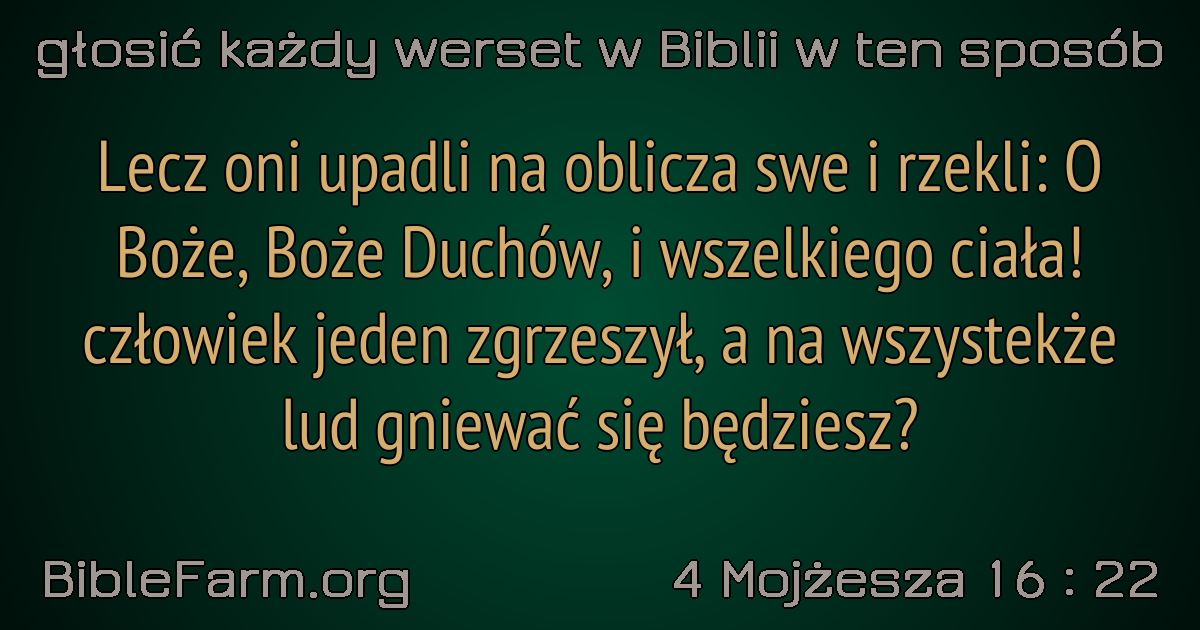 głosić każdy werset w Biblii w ten sposób
Lecz oni upadli na oblicza swe i rzekli: O
Boże, Boże Duchów, i wszelkiego ciała!
człowiek jeden zgrzeszył, a na wszystekże
lud gniewać się będziesz?
BibleFarm.org
4 Mojżesza 16 : 22